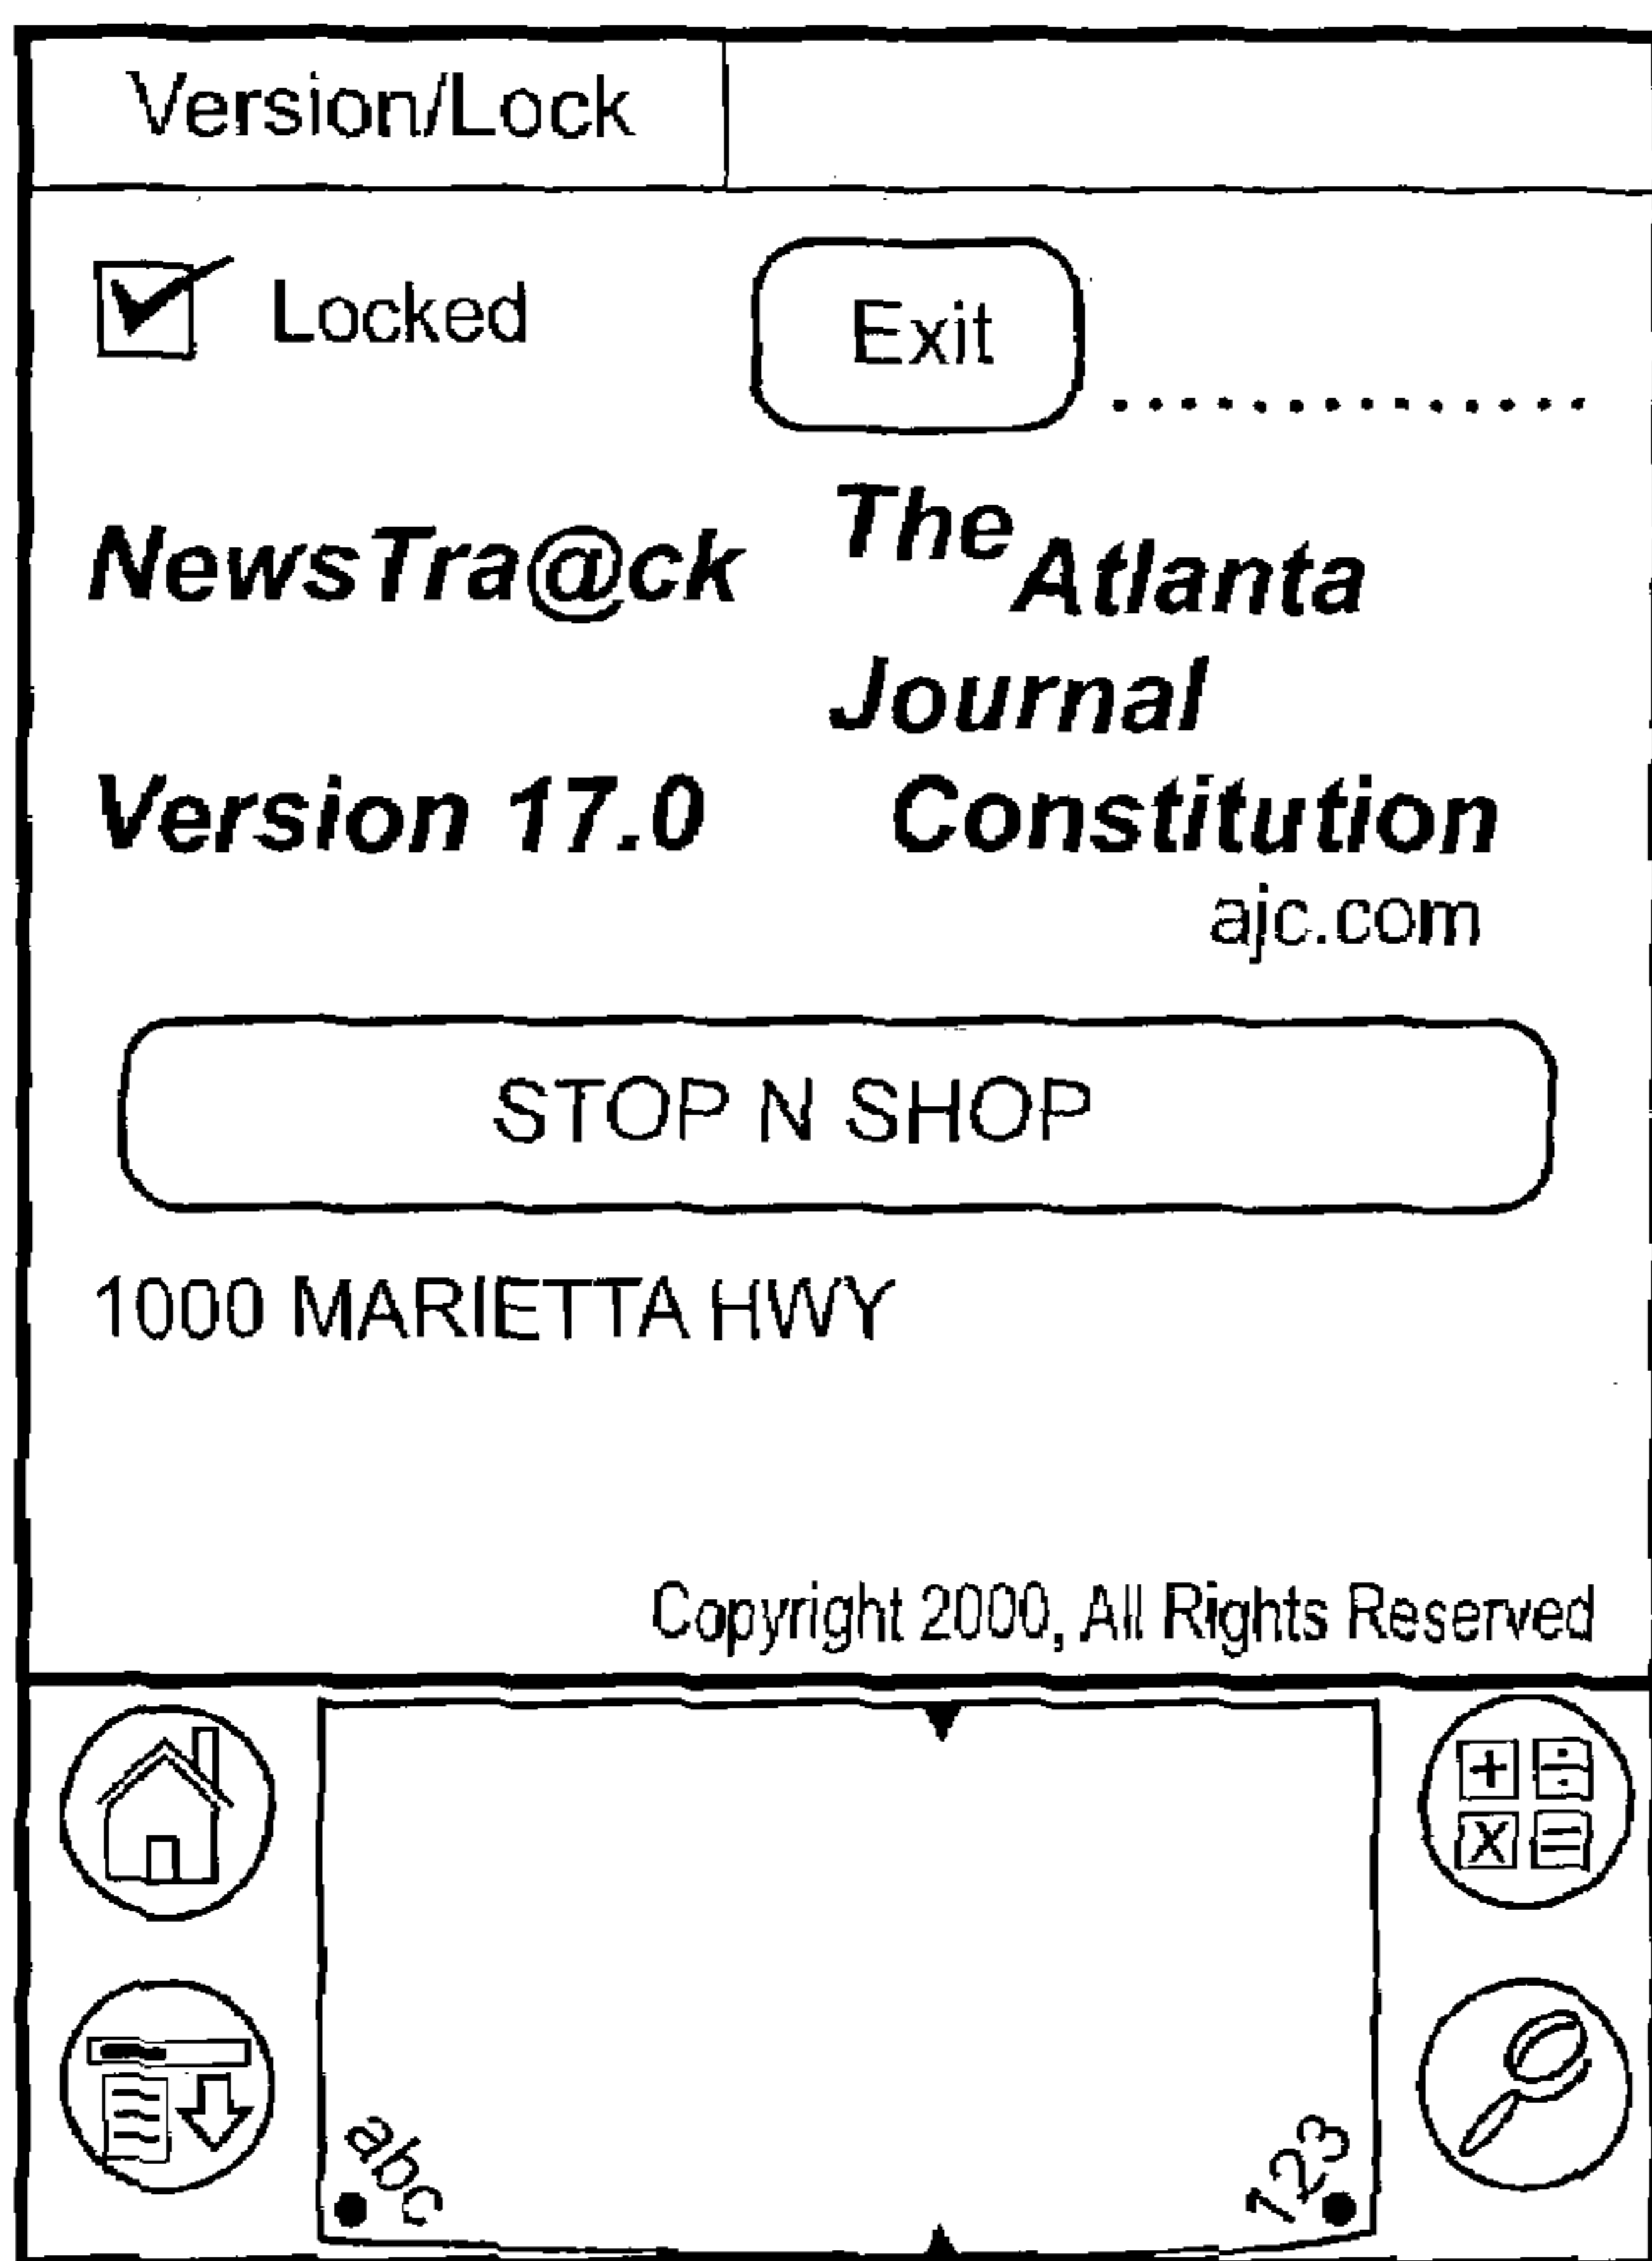 Version/Lock
Locked
Exit
NewsTra@ck
The Atlanta
Journal
Version 17.0
Constitution
ajc.com
STOP N SHOP
1000 MARIETTA HWY
Copyright 2000, All Rights Reserved
abc
123